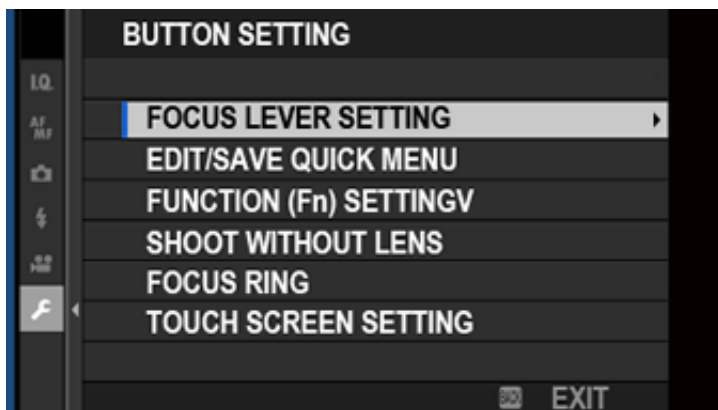 BUTTON SETTING
I.Q.
FOCUS LEVER SETTING
AF
MF
EDIT/SAVE QUICK MENU
FUNCTION (Fn) SETTINGV
SHOOT WITHOUT LENS
FOCUS RING
TOUCH SCREEN SETTING
EXIT